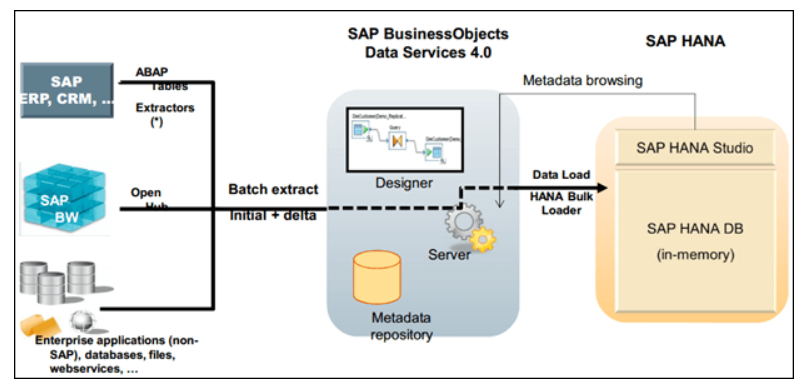 SAP BusinessObjects
Data Services 4.0
SAP HANA
SAP
ERP, CRM, ...
ABAP
Tables
Extractors
(*)
Metadata browsing
Query
Designer
SAP HANA Studio
SAP
BW
Open
Hub
Batch extract
Initial + delta
Data Load
HANA Bulk
Loader
Server
SAP HANA DB
(in-memory)
Metadata
repository
Enterprise applications (non-
SAP), databases, files,
webservices, ...